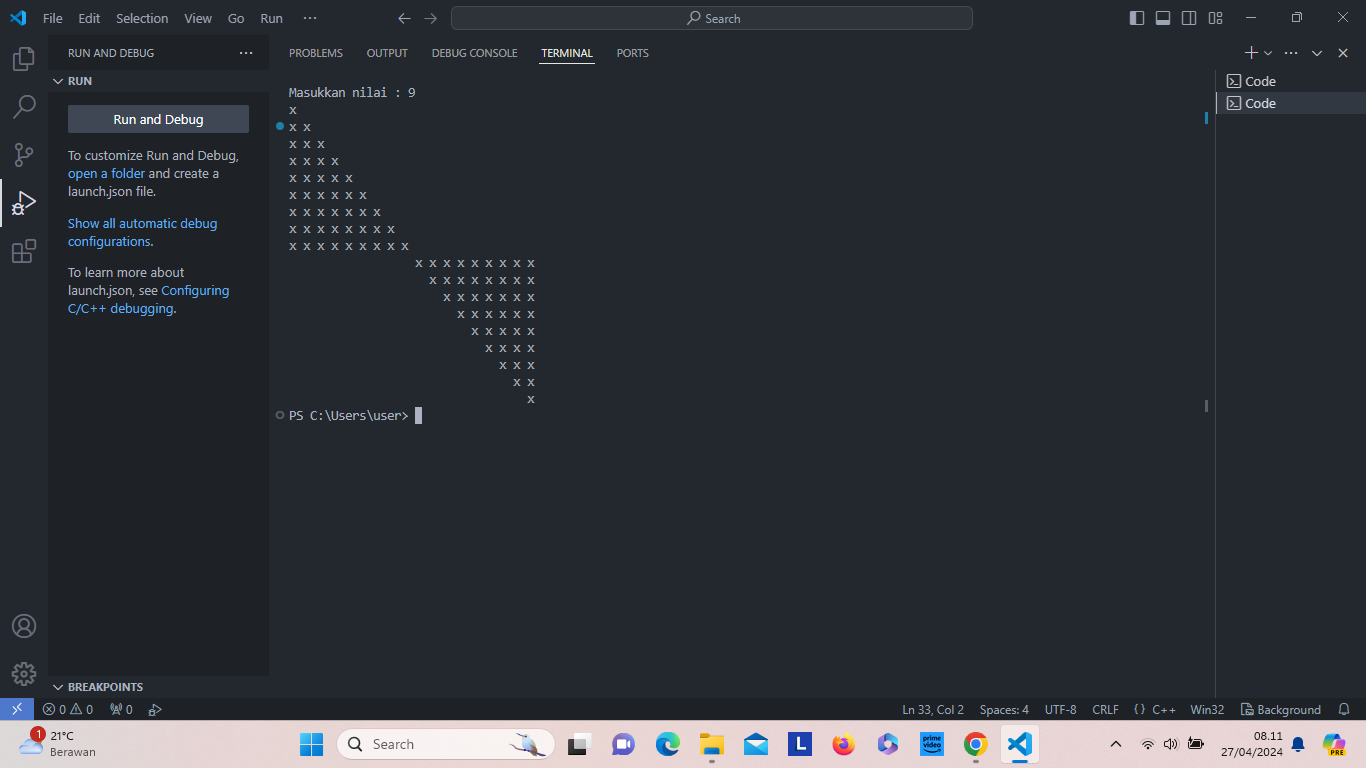 File Edit Selection View Go Run ···
Search
RUN AND DEBUG ···
RUN
Run and Debug
To customize Run and Debug,
open a folder and create a
launch.json file.
Show all automatic debug
configurations.
To learn more about
launch.json, see Configuring
C/C++ debugging.
BREAKPOINTS
PROBLEMS OUTPUT DEBUG CONSOLE TERMINAL PORTS
Masukkan nilai : 9
x
x x
x x x
x x x x
x x x x x
x x x x x x
x x x x x x x
x x x x x x x x
x x x x x x x x x
x x x x x x x x x
x x x x x x x x
x x x x x x x
x x x x x x
x x x x x
x x x x
x x x
x x
x
PS C:\Users\user>
Code
Code
0 0 0
Ln 33, Col 2 Spaces: 4 UTF-8 CRLF {} C++ Win32 Background
1
21°C
Berawan
Search
L
prime video
08.11
27/04/2024
PRE